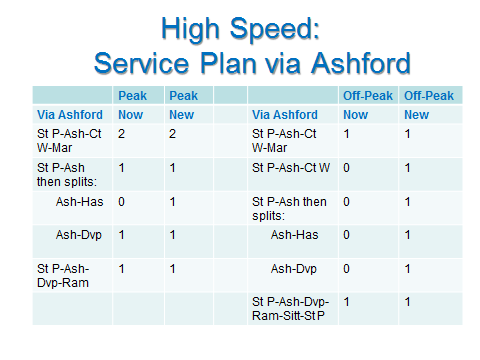 High Speed:
Service Plan via Ashford
Peak Peak Off-Peak Off-Peak
Via Ashford Now New Via Ashford Now New
St P-Ash-Ct 2 2 St P-Ash-Ct 1 1
W-Mar W-Mar
St P-Ash 1 1 St P-Ash-Ct W 0 1
then splits:
Ash-Has 0 1 St P-Ash then 0 1
splits:
Ash-Dvp 1 1 Ash-Has 0 1
St P-Ash- 1 1 Ash-Dvp 0 1
Dvp-Ram
St P-Ash-Dvp- 1 1
Ram-Sitt-StP